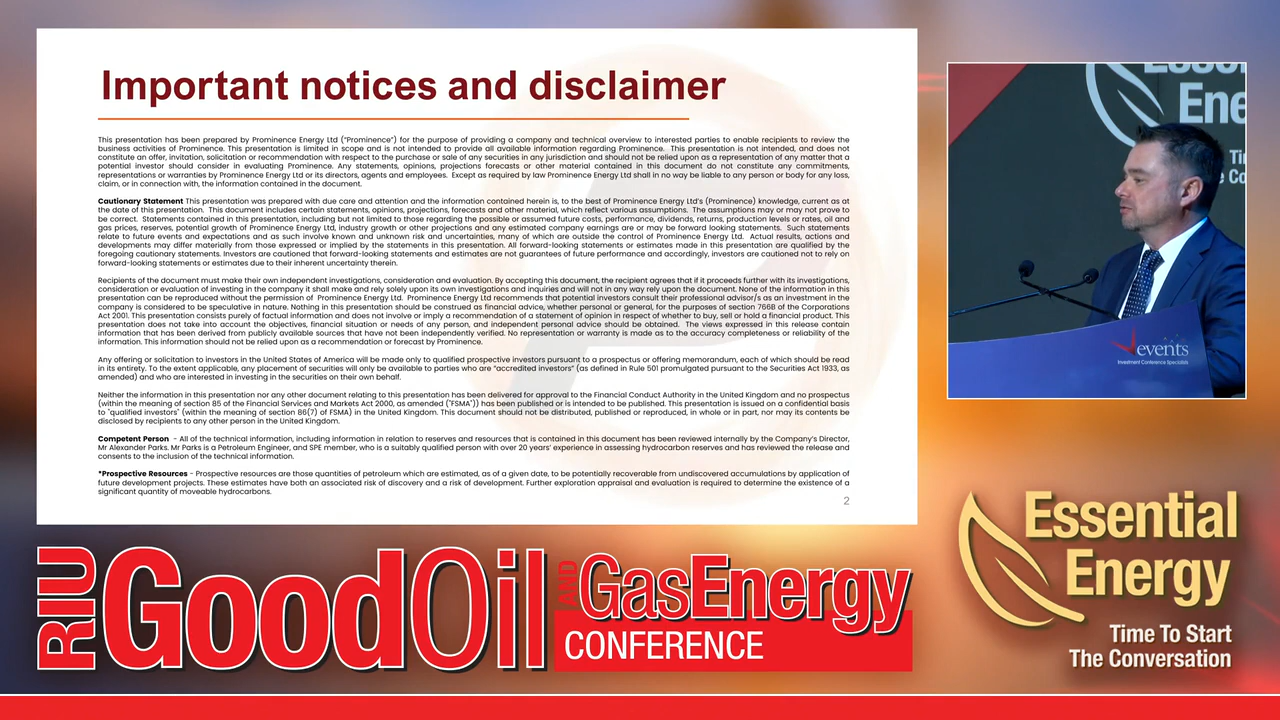 Important notices and disclaimer
This presentation has been prepared by Prominence Energy Ltd ("Prominence") for the purpose of providing a company and technical overview to interested parties to enable recipients to review the
business activities of Prominence. This presentation is limited in scope and is not intended to provide all available information regarding Prominence. This presentation is not intended, and does not
constitute an offer, invitation, solicitation or recommendation with respect to the purchase or sale of any securities in any jurisdiction and should not be relied upon as a representation of any matter that a
potential investor should consider in evaluating Prominence. Any statements, opinions, projections forecasts or other material contained in this document do not constitute any commitments,
representations or warranties by Prominence Energy Ltd or its directors, agents and employees. Except as required by law Prominence Energy Ltd shall in no way be liable to any person or body for any loss,
claim, or in connection with, the information contained in the document.
Cautionary Statement This presentation was prepared with due care and attention and the information contained herein is, to the best of Prominence Energy Ltd's (Prominence) knowledge, current as at
the date of this presentation. This document includes certain statements, opinions, projections, forecasts and other material, which reflect various assumptions. The assumptions may or may not prove to
be correct. Statements contained in this presentation, including but not limited to those regarding the possible or assumed future costs, performance, dividends, returns, production levels or rates, oil and
gas prices, reserves, potential growth of Prominence Energy Ltd, industry growth or other projections and any estimated company earnings are or may be forward looking statements. Such statements
relate to future events and expectations and as such involve known and unknown risk and uncertainties, many of which are outside the control of Prominence Energy Ltd. Actual results, actions and
developments may differ materially from those expressed or implied by the statements in this presentation. All forward-looking statements or estimates made in this presentation are qualified by the
foregoing cautionary statements. Investors are cautioned that forward-looking statements and estimates are not guarantees of future performance and accordingly, investors are cautioned not to rely on
forward-looking statements or estimates due to their inherent uncertainty therein.
Recipients of the document must make their own independent investigations, consideration and evaluation. By accepting this document, the recipient agrees that if it proceeds further with its investigations,
consideration or evaluation of investing in the company it shall make and rely solely upon its own investigations and inquiries and will not in any way rely upon the document. None of the information in this
presentation can be reproduced without the permission of Prominence Energy Ltd. Prominence Energy Ltd recommends that potential investors consult their professional advisor/s as an investment in the
company is considered to be speculative in nature. Nothing in this presentation should be construed as financial advice, whether personal or general, for the purposes of section 766B of the Corporations
Act 2001. This presentation consists purely of factual information and does not involve or imply a recommendation of a statement of opinion in respect of whether to buy, sell or hold a financial product. This
presentation does not take into account the objectives, financial situation or needs of any person, and independent personal advice should be obtained. The views expressed in this release contain
information that has been derived from publicly available sources that have not been independently verified. No representation or warranty is made as to the accuracy completeness or reliability of the
information. This information should not be relied upon as a recommendation or forecast by Prominence.
Any offering or solicitation to investors in the United States of America will be made only to qualified prospective investors pursuant to a prospectus or offering memorandum, each of which should be read
in its entirety. To the extent applicable, any placement of securities will only be available to parties who are "accredited investors" (as defined in Rule 501 promulgated pursuant to the Securities Act 1933, as
amended) and who are interested in investing in the securities on their own behalf.
Neither the information in this presentation nor any other document relating to this presentation has been delivered for approval to the Financial Conduct Authority in the United Kingdom and no prospectus
(within the meaning of section 85 of the Financial Services and Markets Act 2000, as amended ("FSMA")) has been published or is intended to be published. This presentation is issued on a confidential basis
to "qualified investors" (within the meaning of section 86(7) of FSMA) in the United Kingdom. This document should not be distributed, published or reproduced, in whole or in part, nor may its contents be
disclosed by recipients to any other person in the United Kingdom.
Competent Person - All of the technical information, including information in relation to reserves and resources that is contained in this document has been reviewed internally by the Company's Director,
Mr Alexander Parks. Mr Parks is a Petroleum Engineer, and SPE member, who is a suitably qualified person with over 20 years' experience in assessing hydrocarbon reserves and has reviewed the release and
consents to the inclusion of the technical information.
*Prospective Resources - Prospective resources are those quantities of petroleum which are estimated, as of a given date, to be potentially recoverable from undiscovered accumulations by application of
future development projects. These estimates have both an associated risk of discovery and a risk of development. Further exploration appraisal and evaluation is required to determine the existence of a
significant quantity of moveable hydrocarbons.
2
Ene
events
Investment Conference Specialists
RIU GoodOil AND GasEnergy
CONFERENCE
Essential
Energy
Time To Start
The Conversation